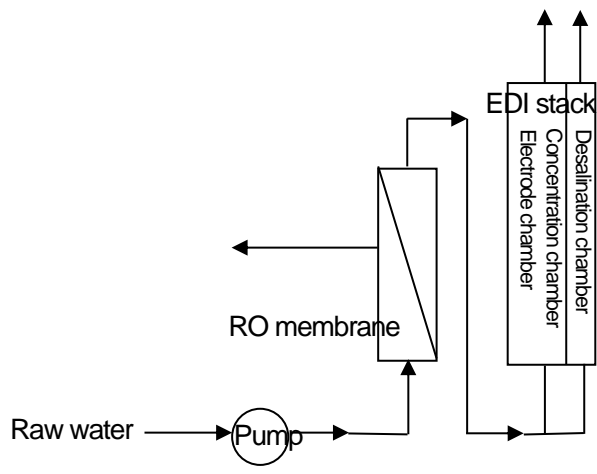 EDI stack
Desalination chamber
Concentration chamber
Electrode chamber
RO membrane
Raw water
Pump